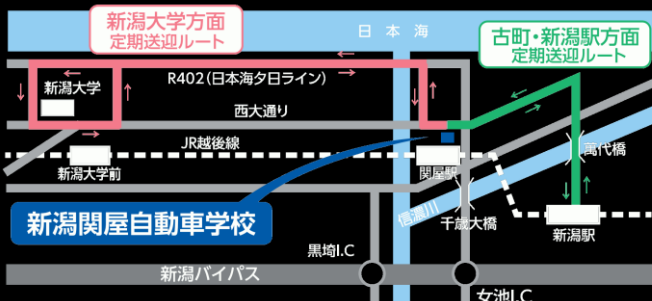 新潟大学方面
定期送迎ルート
日本海
古町・新潟駅方面
定期送迎ルート
R402(日本海夕日ライン)
新潟大学
西大通り
JR越後線
新潟大学前
関屋駅
萬代橋
新潟関屋自動車学校
信濃川
千歳大橋
新潟駅
黒埼I.C
新潟バイパス
女池I.C